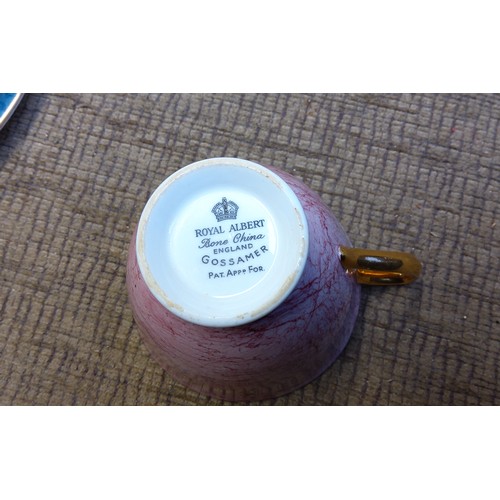 ROYAL ALBERT
Bone China
ENGLAND
GOSSAMER
PAT. APPD FOR.